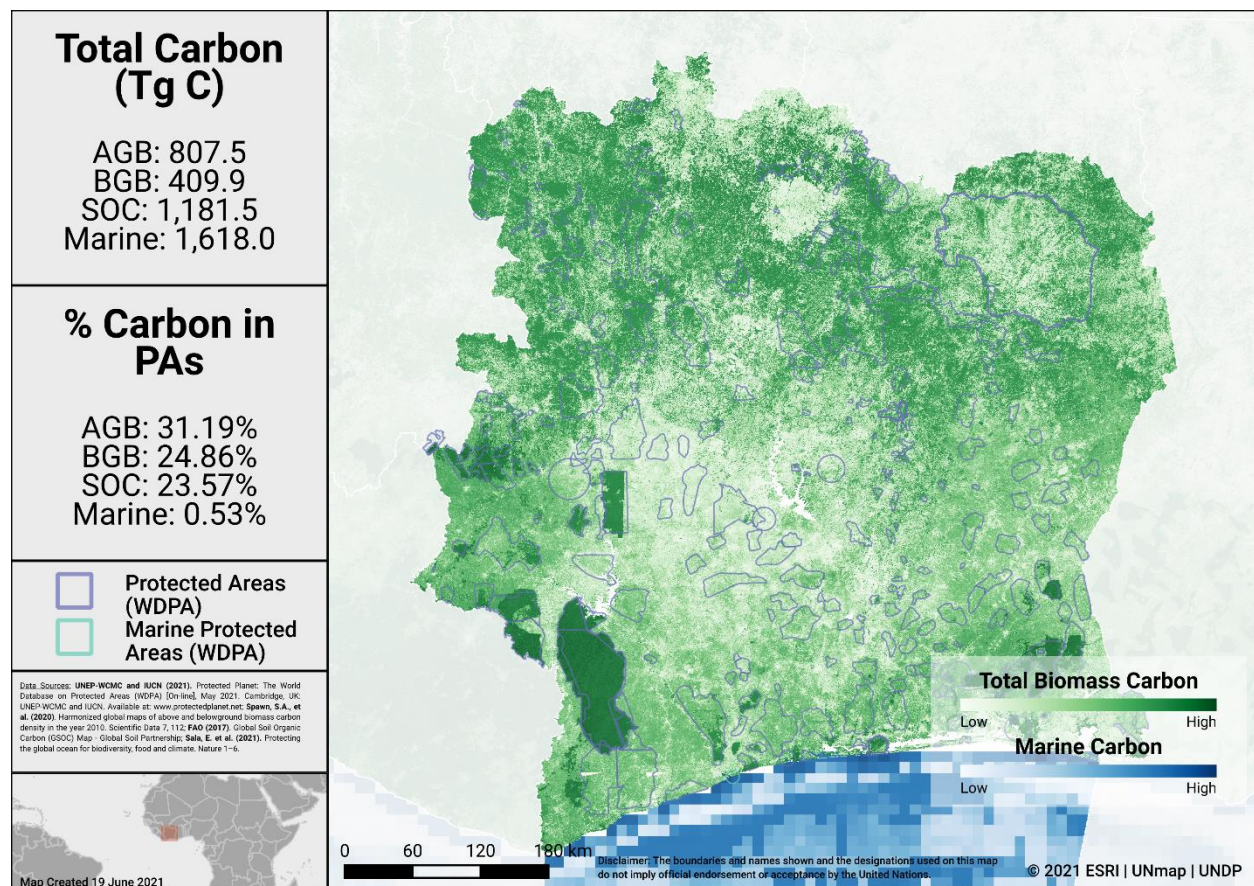 Total Carbon
(Tg C)
AGB: 807.5
BGB: 409.9
SOC: 1,181.5
Marine: 1,618.0
% Carbon in
PAs
AGB: 31.19%
BGB: 24.86%
SOC: 23.57%
Marine: 0.53%
Protected Areas
(WDPA)
Marine Protected
Areas (WDPA)
Data Sources: UNEP-WCMC and IUCN (2021). Protected Planet: The World
Database on Protected Areas (WDPA) [On-line], May 2021. Cambridge, UK:
UNEP-WCMC and IUCN. Available at: www.protectedplanet.net; Spawn, S.A., et
al. (2020). Harmonized global maps of above and belowground biomass carbon
density in the year 2010. Scientific Data 7, 112; FAO (2017). Global Soil Organic
Carbon (GSOC) Map - Global Soil Partnership; Sala, E. et al. (2021). Protecting
the global ocean for biodiversity, food and climate. Nature 1–6.
Map Created 19 June 2021
Total Biomass Carbon
Low High
Marine Carbon
Low High
0 60 120 180 km
Disclaimer: The boundaries and names shown and the designations used on this map
do not imply official endorsement or acceptance by the United Nations.
© 2021 ESRI | UNmap | UNDP